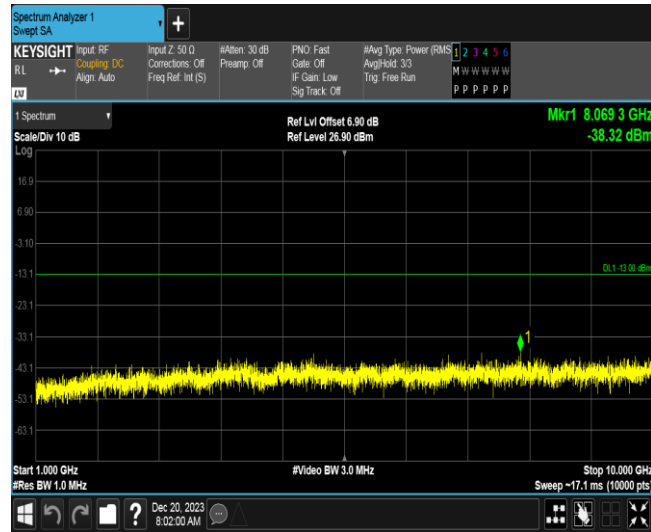 Spectrum Analyzer 1
Swept SA
+
KEYSIGHT
RL
LXI
Input: RF
Coupling: DC
Align: Auto
Input Z: 50 Ω
Corrections: Off
Freq Ref: Int (S)
#Atten: 30 dB
Preamp: Off
PNO: Fast
Gate: Off
IF Gain: Low
Sig Track: Off
#Avg Type: Power (RMS
Avg|Hold: 3/3
Trig: Free Run
1 2 3 4 5 6
M W W W W W
P P P P P P
1 Spectrum
Scale/Div 10 dB
Log
Ref Lvl Offset 6.90 dB
Ref Level 26.90 dBm
Mkr1 8.069 3 GHz
-38.32 dBm
16.9
6.90
-3.10
-13.1
-23.1
-33.1
-43.1
-53.1
-63.1
DL1 -13.00 dBm
1
Start 1.000 GHz
#Res BW 1.0 MHz
#Video BW 3.0 MHz
Stop 10.000 GHz
Sweep ~17.1 ms (10000 pts)
?
Dec 20, 2023
8:02:00 AM